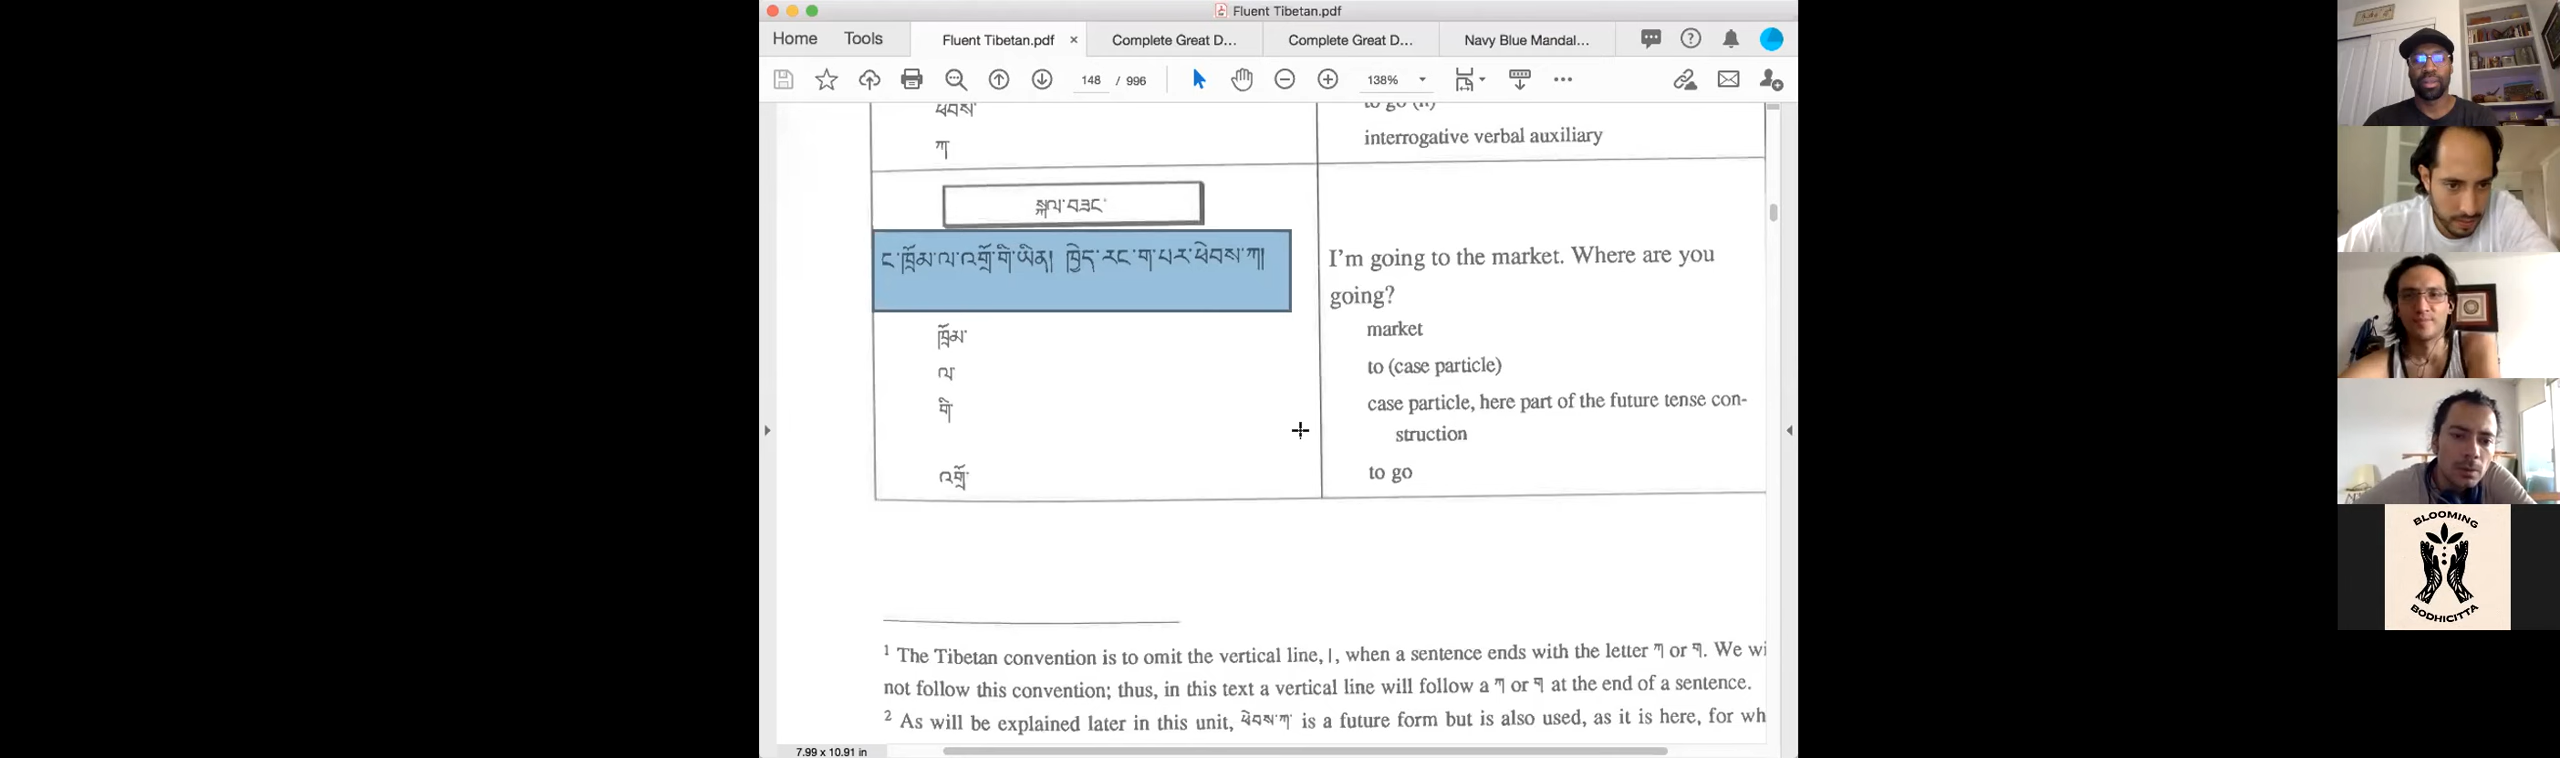 Fluent Tibetan.pdf
Home Tools Fluent Tibetan.pdf × Complete Great D... Complete Great D... Navy Blue Mandal...
148 / 996 138%
ཕེབས་ to go (h)
ཀ interrogative verbal auxiliary
སྐལ་བཟང་
ང་ཁྲོམ་ལ་འགྲོ་གི་ཡིན། ཁྱེད་རང་ག་པར་ཕེབས་ཀ། I'm going to the market. Where are you
going?
ཁྲོམ་ market
ལ་ to (case particle)
གི་ case particle, here part of the future tense con-
struction
འགྲོ་ to go
1 The Tibetan convention is to omit the vertical line, །, when a sentence ends with the letter ཀ or ག. We wi
not follow this convention; thus, in this text a vertical line will follow a ཀ or ག at the end of a sentence.
2 As will be explained later in this unit, ཕེབས་ཀ་ is a future form but is also used, as it is here, for wh
7.99 x 10.91 in
BLOOMING
BODHICITTA